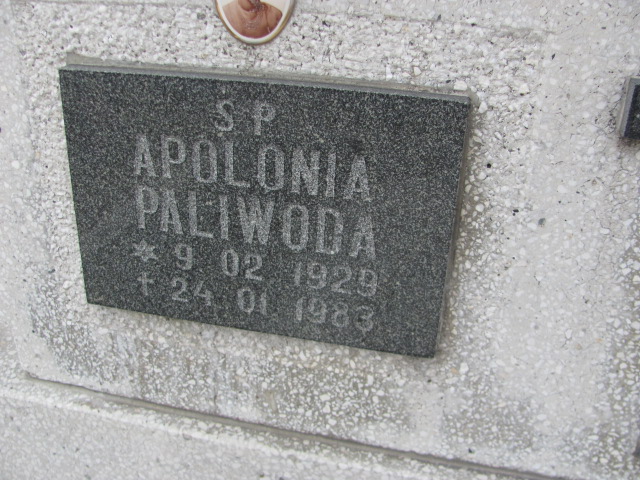 Ś P
APOLONIA
PALIWODA
* 9 02 1929
+ 24 01 1983